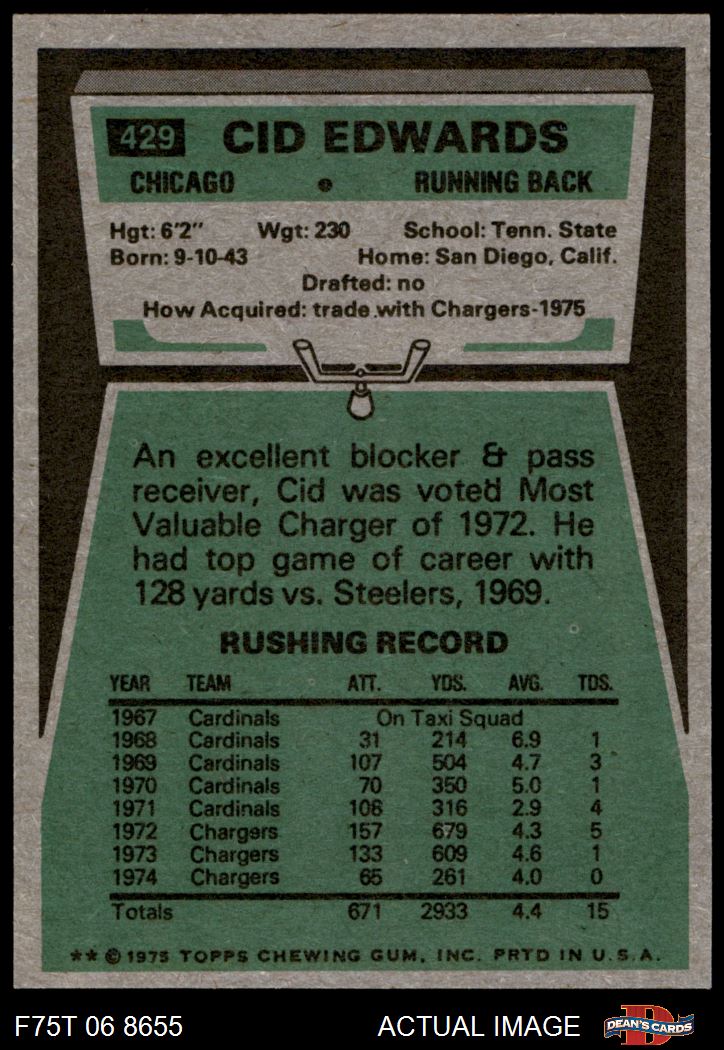 429 CID EDWARDS
CHICAGO • RUNNING BACK
Hgt: 6'2" Wgt: 230 School: Tenn. State
Born: 9-10-43 Home: San Diego, Calif.
Drafted: no
How Acquired: trade with Chargers-1975
An excellent blocker & pass
receiver, Cid was voted Most
Valuable Charger of 1972. He
had top game of career with
128 yards vs. Steelers, 1969.
RUSHING RECORD
YEAR TEAM ATT. YDS. AVG. TDS.
1967 Cardinals On Taxi Squad
1968 Cardinals 31 214 6.9 1
1969 Cardinals 107 504 4.7 3
1970 Cardinals 70 350 5.0 1
1971 Cardinals 108 316 2.9 4
1972 Chargers 157 679 4.3 5
1973 Chargers 133 609 4.6 1
1974 Chargers 65 261 4.0 0
Totals 671 2933 4.4 15
** © 1975 TOPPS CHEWING GUM, INC. PRTD IN U.S.A.
F75T 06 8655 ACTUAL IMAGE D DEAN'S CARDS